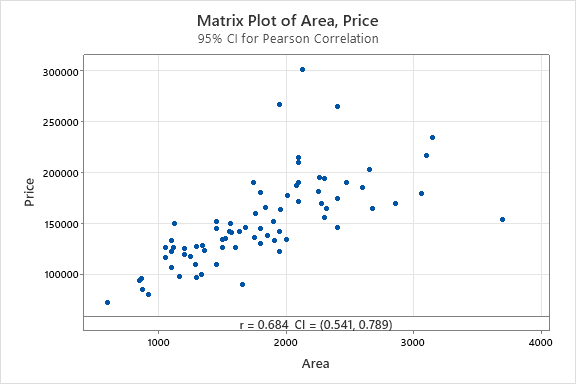 Matrix Plot of Area, Price
95% CI for Pearson Correlation
300000
250000
200000
150000
100000
Price
r = 0.684 CI = (0.541, 0.789)
1000 2000 3000 4000
Area